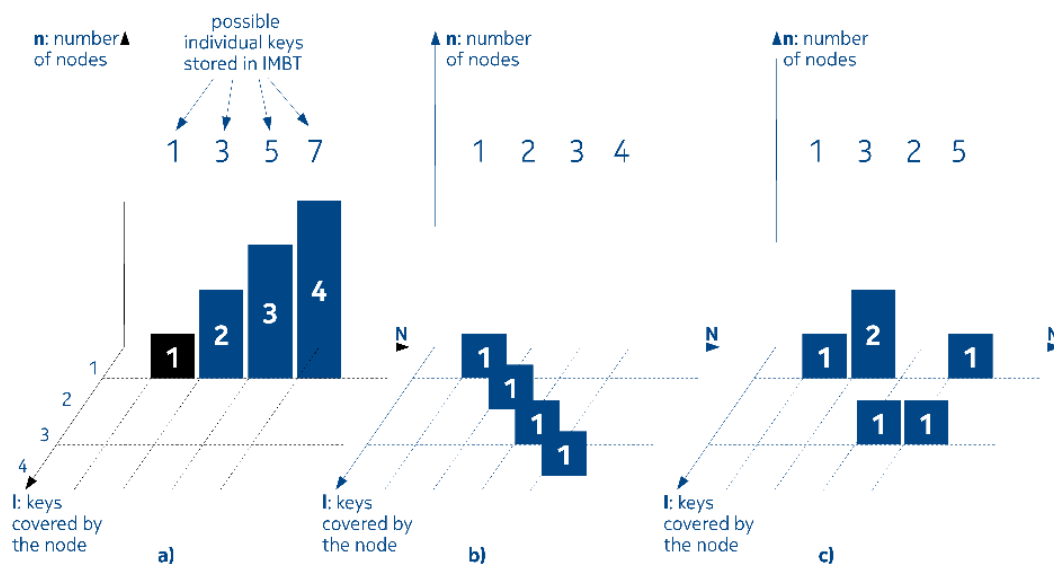 n: number
of nodes
possible
individual keys
stored in IMBT
1 3 5 7
1
2
3
4
1
2
3
4
N
l: keys
covered by
the node
a)
n: number
of nodes
1 2 3 4
1
1
1
1
N
l: keys
covered by
the node
b)
n: number
of nodes
1 3 2 5
1
2
1
1
1
N
l: keys
covered by
the node
c)